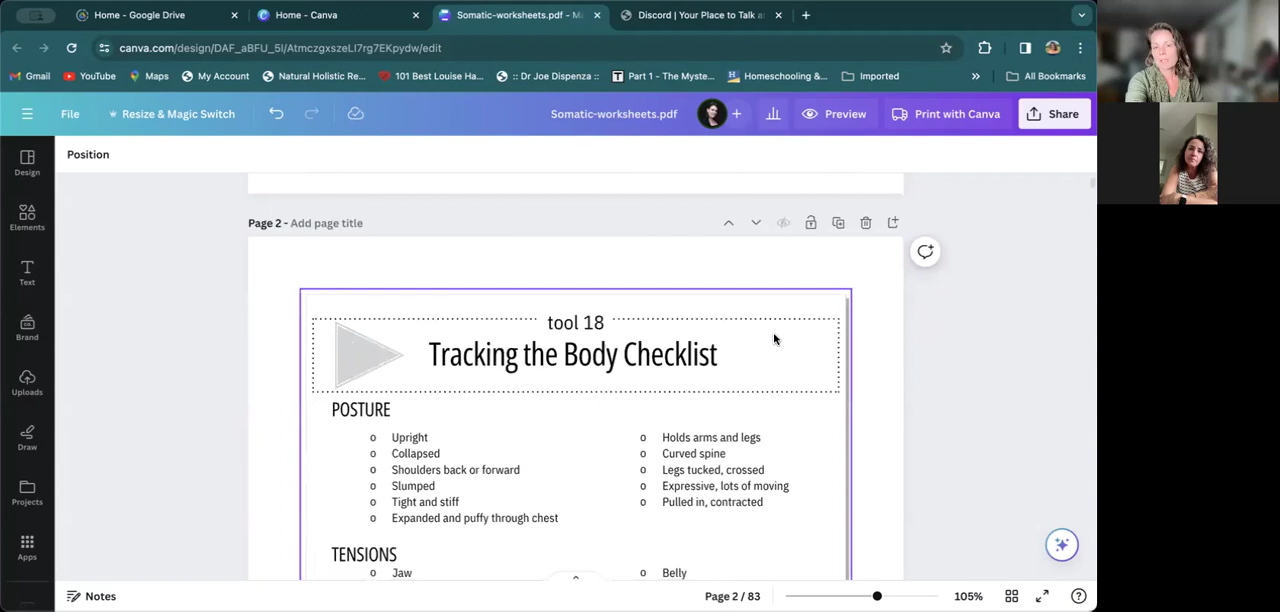 Home - Google Drive
Home - Canva
Somatic-worksheets.pdf - M
Discord | Your Place to Talk a
canva.com/design/DAF_aBFU_5I/AtmczgxszeLI7rg7EKpydw/edit
Gmail
YouTube
Maps
My Account
Natural Holistic Re...
101 Best Louise Ha...
:: Dr Joe Dispenza ::
Part 1 - The Myste...
Homeschooling &...
Imported
»
All Bookmarks
File
Resize & Magic Switch
Somatic-worksheets.pdf
Preview
Print with Canva
Share
Design
Elements
Text
Brand
Uploads
Draw
Projects
Apps
Position
Page 2 - Add page title
tool 18
Tracking the Body Checklist
POSTURE
o Upright
o Collapsed
o Shoulders back or forward
o Slumped
o Tight and stiff
o Expanded and puffy through chest
o Holds arms and legs
o Curved spine
o Legs tucked, crossed
o Expressive, lots of moving
o Pulled in, contracted
TENSIONS
o Jaw
o Belly
Notes
Page 2 / 83
105%